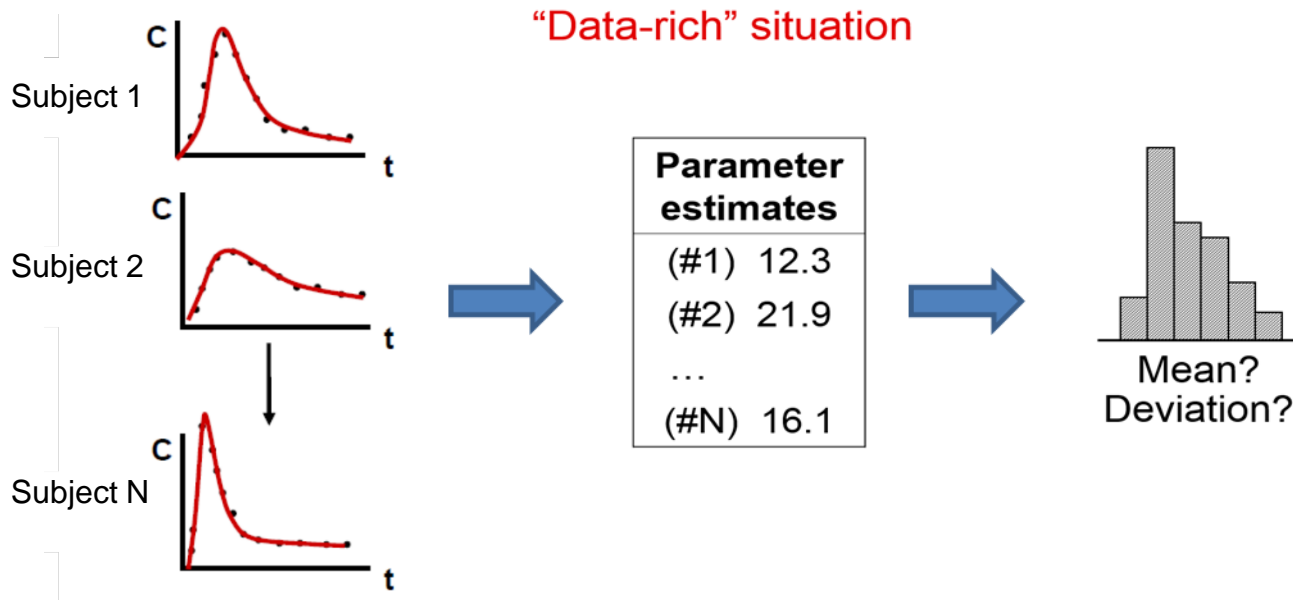 “Data-rich” situation
C
Subject 1
t
C
Subject 2
t
C
Subject N
t
Parameter
estimates
(#1) 12.3
(#2) 21.9
...
(#N) 16.1
Mean?
Deviation?